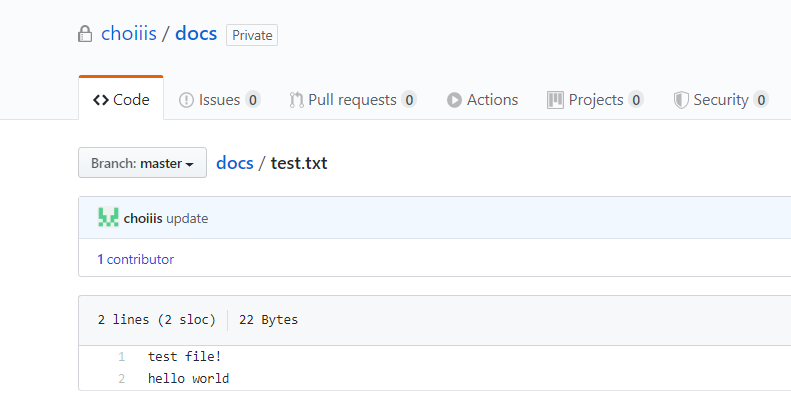 choiiis / docs Private
Code Issues 0 Pull requests 0 Actions Projects 0 Security 0
Branch: master docs / test.txt
choiiis update
1 contributor
2 lines (2 sloc) 22 Bytes
1 test file!
2 hello world